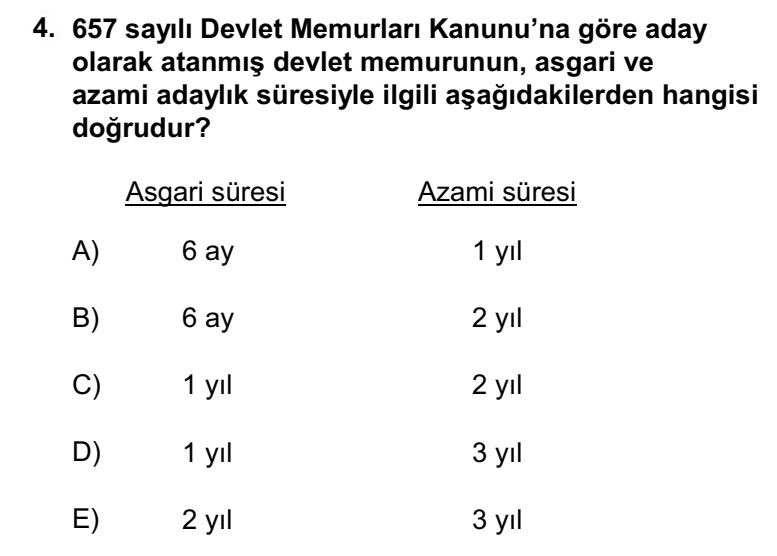 4. 657 sayılı Devlet Memurları Kanunu’na göre aday
olarak atanmış devlet memurunun, asgari ve
azami adaylık süresiyle ilgili aşağıdakilerden hangisi
doğrudur?
Asgari süresi Azami süresi
A) 6 ay 1 yıl
B) 6 ay 2 yıl
C) 1 yıl 2 yıl
D) 1 yıl 3 yıl
E) 2 yıl 3 yıl